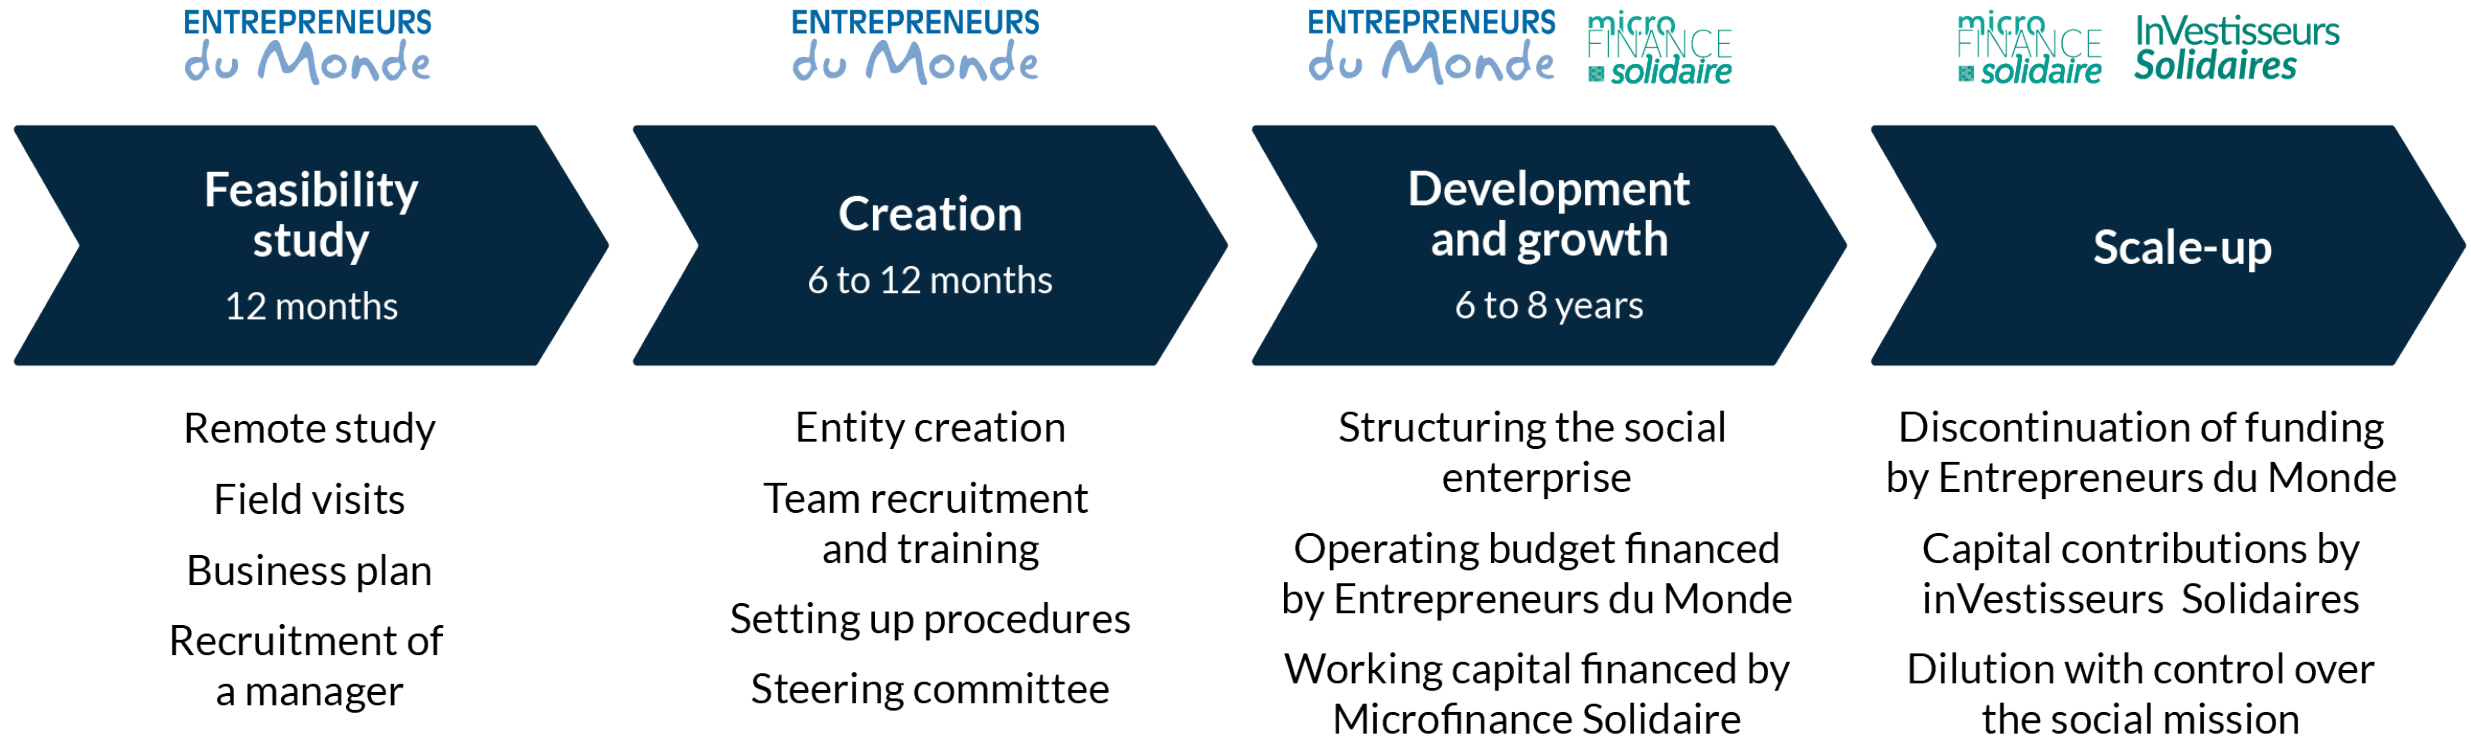 ENTREPRENEURS
du Monde
Feasibility
study
12 months
Remote study
Field visits
Business plan
Recruitment of
a manager
ENTREPRENEURS
du Monde
Creation
6 to 12 months
Entity creation
Team recruitment
and training
Setting up procedures
Steering committee
ENTREPRENEURS
du Monde
micro
FINANCE
solidaire
Development
and growth
6 to 8 years
Structuring the social
enterprise
Operating budget financed
by Entrepreneurs du Monde
Working capital financed by
Microfinance Solidaire
micro
FINANCE
solidaire
InVestisseurs
Solidaires
Scale-up
Discontinuation of funding
by Entrepreneurs du Monde
Capital contributions by
inVestisseurs  Solidaires
Dilution with control over
the social mission